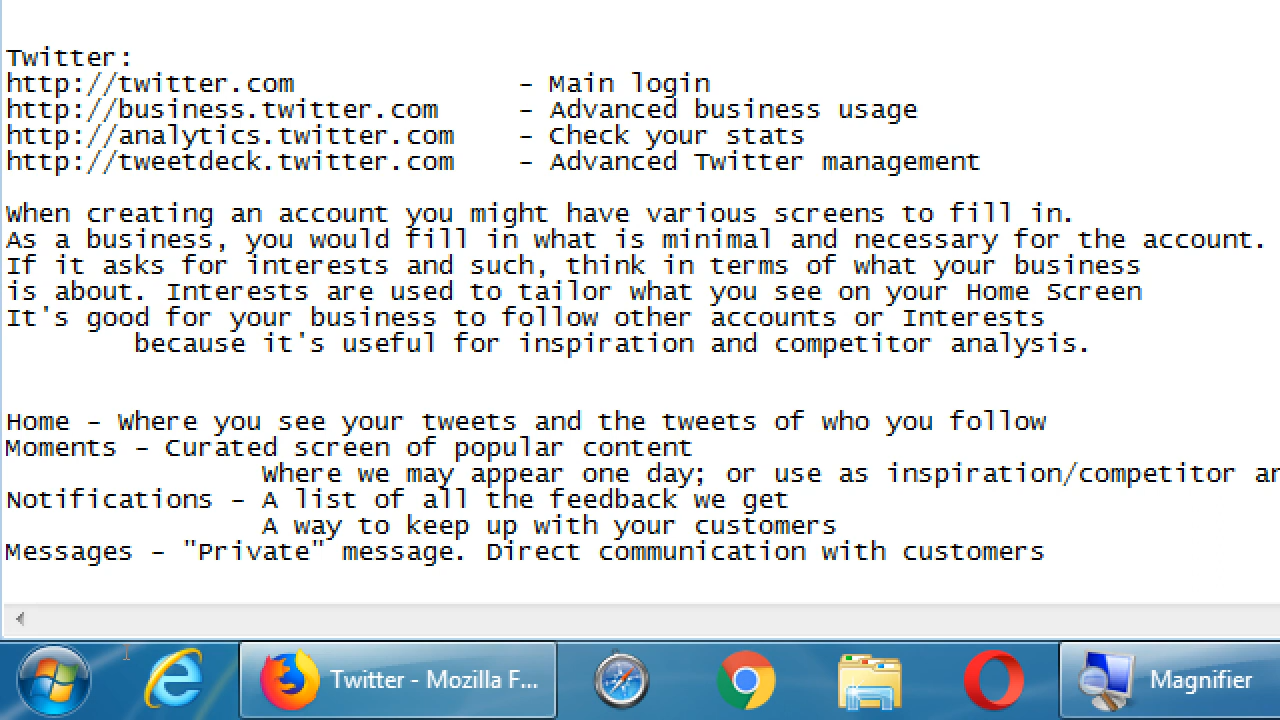 Twitter:
http://twitter.com - Main login
http://business.twitter.com - Advanced business usage
http://analytics.twitter.com - Check your stats
http://tweetdeck.twitter.com - Advanced Twitter management
When creating an account you might have various screens to fill in.
As a business, you would fill in what is minimal and necessary for the account.
If it asks for interests and such, think in terms of what your business
is about. Interests are used to tailor what you see on your Home Screen
It's good for your business to follow other accounts or Interests
because it's useful for inspiration and competitor analysis.
Home - Where you see your tweets and the tweets of who you follow
Moments - Curated screen of popular content
Where we may appear one day; or use as inspiration/competitor an
Notifications - A list of all the feedback we get
A way to keep up with your customers
Messages - "Private" message. Direct communication with customers
Twitter - Mozilla F...
Magnifier